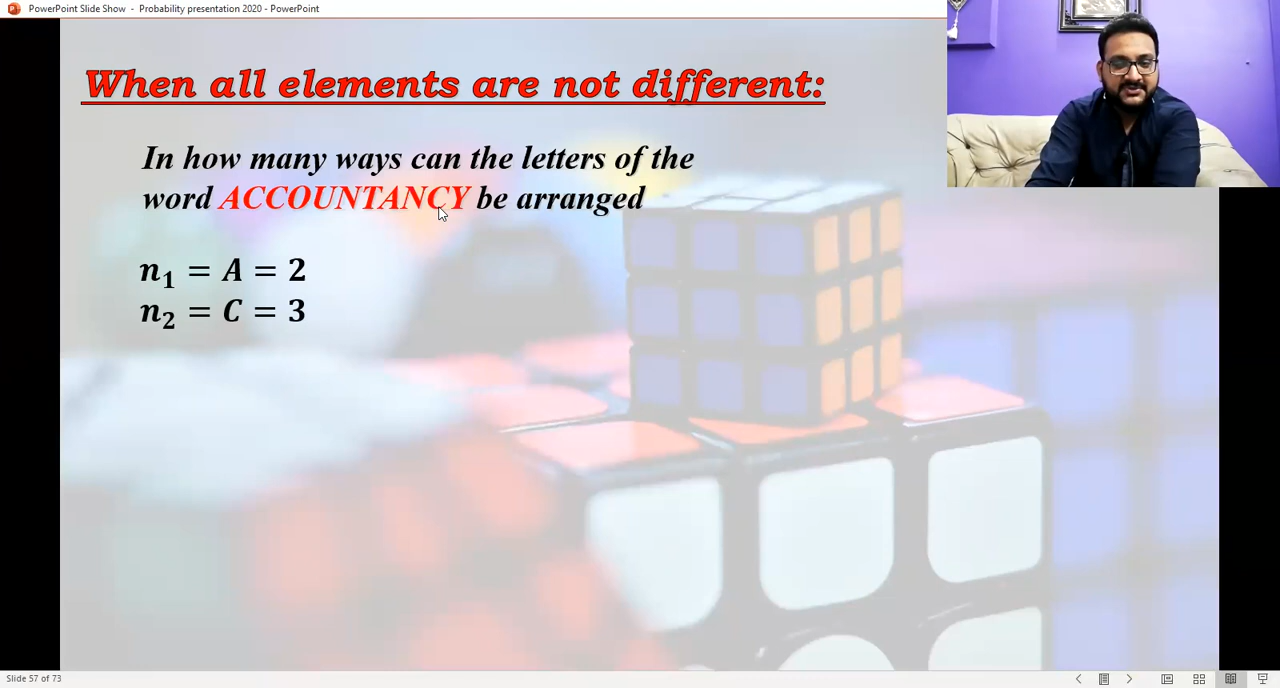 PowerPoint Slide Show - Probability presentation 2020 - PowerPoint
When all elements are not different:
In how many ways can the letters of the
word ACCOUNTANCY be arranged
n₁ = A = 2
n₂ = C = 3
Slide 57 of 73